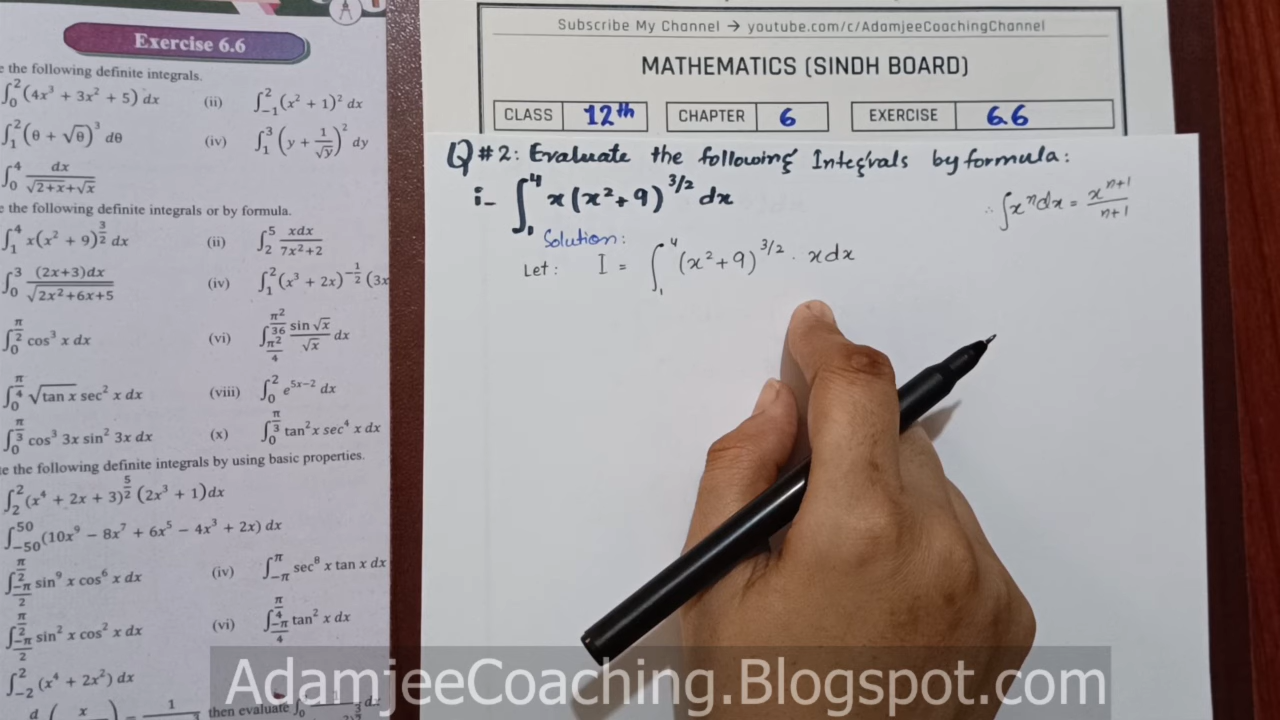 Exercise 6.6
the following definite integrals.
∫₀² (4x³ + 3x² + 5) dx (ii) ∫₋₁² (x² + 1)² dx
∫₁² (θ + √θ)³ dθ (iv) ∫₁³ (y + 1/√y)² dy
∫₀⁴ dx/(√(2+x)+√x)
the following definite integrals or by formula.
∫₁⁴ x(x² + 9)^(3/2) dx (ii) ∫₂⁵ xdx/(7x²+2)
∫₀³ (2x+3)dx/√(2x²+6x+5) (iv) ∫₁² (x³ + 2x)^(-1/2) (3x
∫₀^(π/2) cos³ x dx (vi) ∫_(π²/4)^(π²/36) sin √x/√x dx
∫₀^(π/4) √(tan x) sec² x dx (viii) ∫₀² e^(5x-2) dx
∫₀^(π/3) cos³ 3x sin² 3x dx (x) ∫₀^(π/3) tan² x sec⁴ x dx
the following definite integrals by using basic properties.
∫₂² (x⁴ + 2x + 3)^(5/2) (2x³ + 1)dx
∫₋₅₀⁵⁰ (10x⁹ − 8x⁷ + 6x⁵ − 4x³ + 2x) dx
∫_(-π/2)^(π/2) sin⁹ x cos⁶ x dx (iv) ∫_(-π)^π sec⁸ x tan x dx
∫_(-π/2)^(π/2) sin² x cos² x dx (vi) ∫_(-π/4)^(π/4) tan² x dx
∫₋₂² (x⁴ + 2x²) dx
then evaluate
Subscribe My Channel → youtube.com/c/AdamjeeCoachingChannel
MATHEMATICS (SINDH BOARD)
CLASS 12th CHAPTER 6 EXERCISE 6.6
Q#2: Evaluate the following Integrals by formula:
i- ∫₁⁴ x(x²+9)^(3/2) dx ∴ ∫xⁿdx = x^(n+1)/(n+1)
Solution:
Let: I = ∫₁⁴ (x²+9)^(3/2) · xdx
AdamjeeCoaching.Blogspot.com